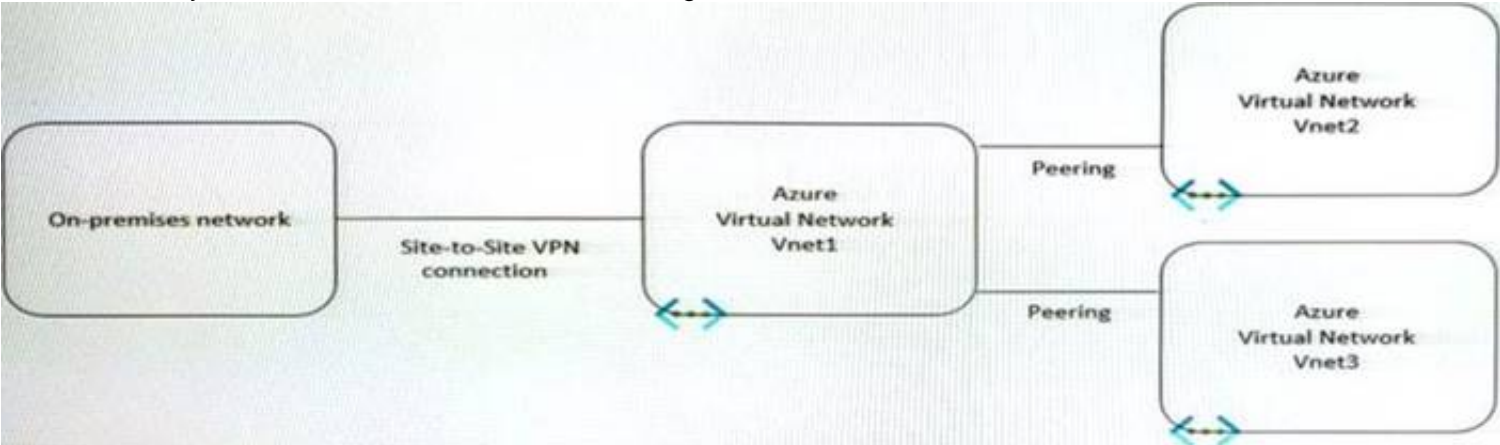 On-premises network
Site-to-Site VPN
connection
Azure
Virtual Network
Vnet1
Peering
Peering
Azure
Virtual Network
Vnet2
Azure
Virtual Network
Vnet3